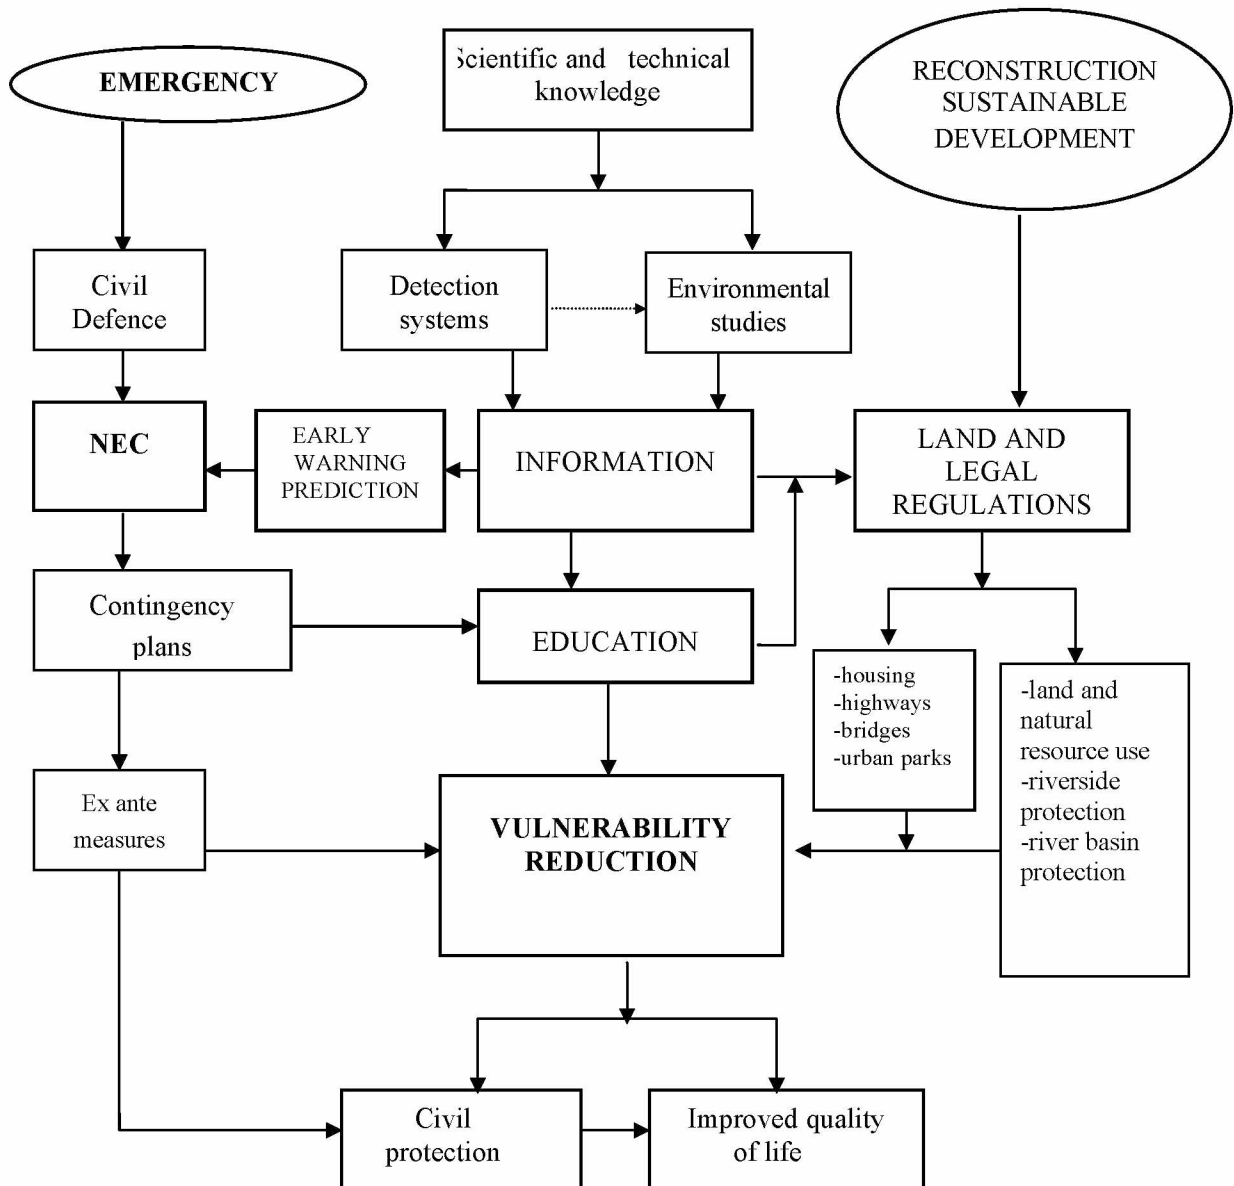 EMERGENCY
Scientific and technical
knowledge
RECONSTRUCTION
SUSTAINABLE
DEVELOPMENT
Civil
Defence
Detection
systems
Environmental
studies
NEC
EARLY
WARNING
PREDICTION
INFORMATION
LAND AND
LEGAL
REGULATIONS
Contingency
plans
EDUCATION
-housing
-highways
-bridges
-urban parks
-land and
natural
resource use
-riverside
protection
-river basin
protection
Ex ante
measures
VULNERABILITY
REDUCTION
Civil
protection
Improved quality
of life